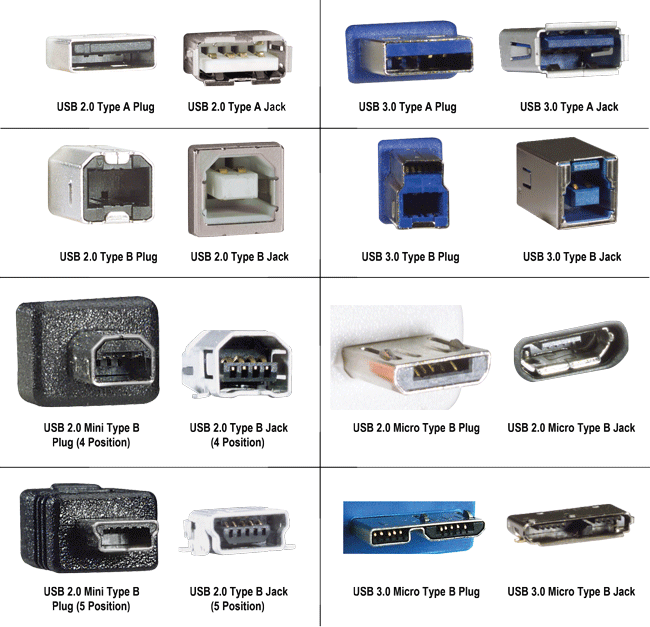 USB 2.0 Type A Plug
USB 2.0 Type A Jack
USB 3.0 Type A Plug
USB 3.0 Type A Jack
USB 2.0 Type B Plug
USB 2.0 Type B Jack
USB 3.0 Type B Plug
USB 3.0 Type B Jack
USB 2.0 Mini Type B
Plug (4 Position)
USB 2.0 Type B Jack
(4 Position)
USB 2.0 Micro Type B Plug
USB 2.0 Micro Type B Jack
USB 2.0 Mini Type B
Plug (5 Position)
USB 2.0 Type B Jack
(5 Position)
USB 3.0 Micro Type B Plug
USB 3.0 Micro Type B Jack